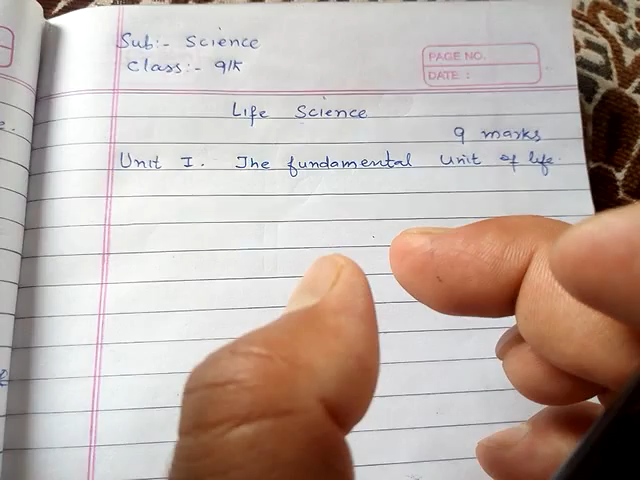 Sub:- Science
Class:- 9th
PAGE NO.
DATE :
Life Science
9 marks
Unit I. The fundamental Unit of life.